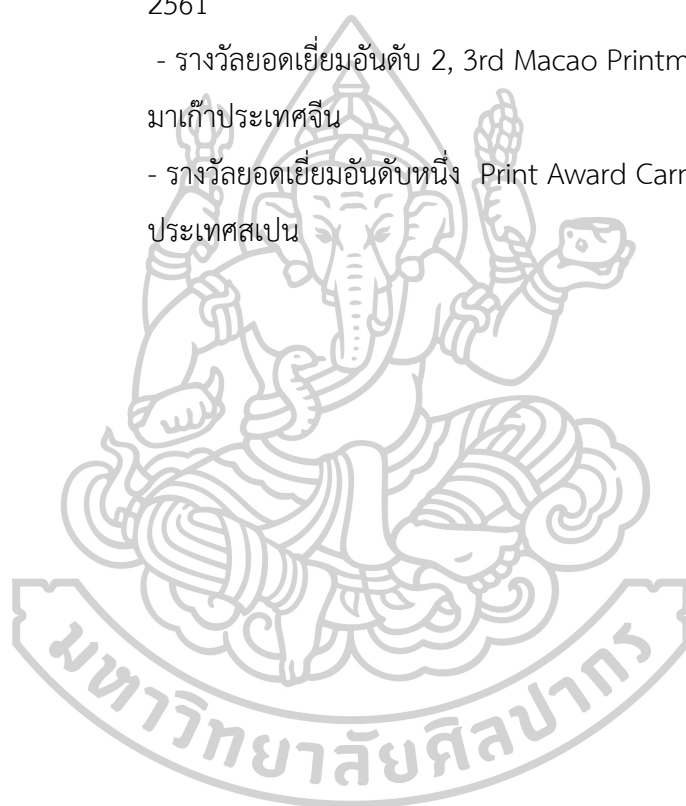 2561
- รางวัลยอดเยี่ยมอันดับ 2, 3rd Macao Printm
มาเก๊าประเทศจีน
- รางวัลยอดเยี่ยมอันดับหนึ่ง Print Award Carr
ประเทศสเปน
มหาวิทยาลัยศิลปากร